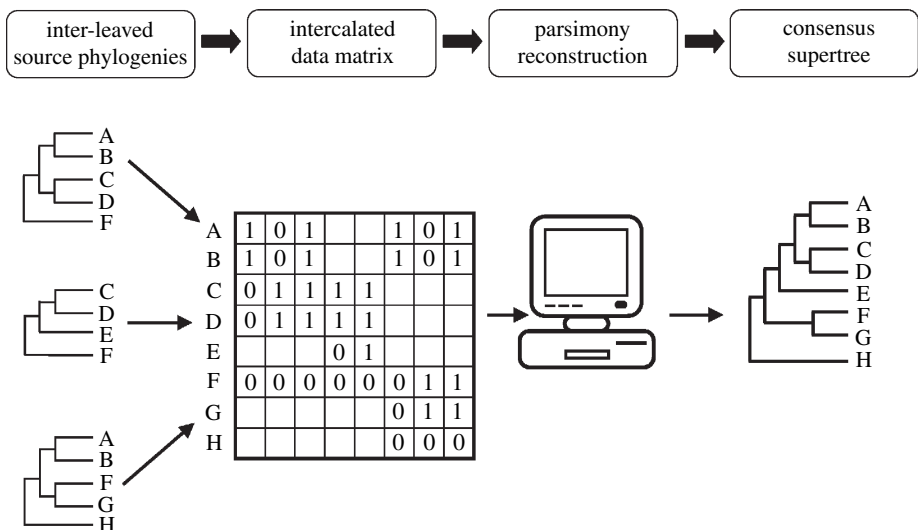 inter-leaved
source phylogenies
intercalated
data matrix
parsimony
reconstruction
consensus
supertree
A
B
C
D
F
C
D
E
F
A
B
F
G
H
A 1 0 1 1 0 1
B 1 0 1 1 0 1
C 0 1 1 1 1
D 0 1 1 1 1
E 0 1
F 0 0 0 0 0 0 1 1
G 0 1 1
H 0 0 0
A
B
C
D
E
F
G
H